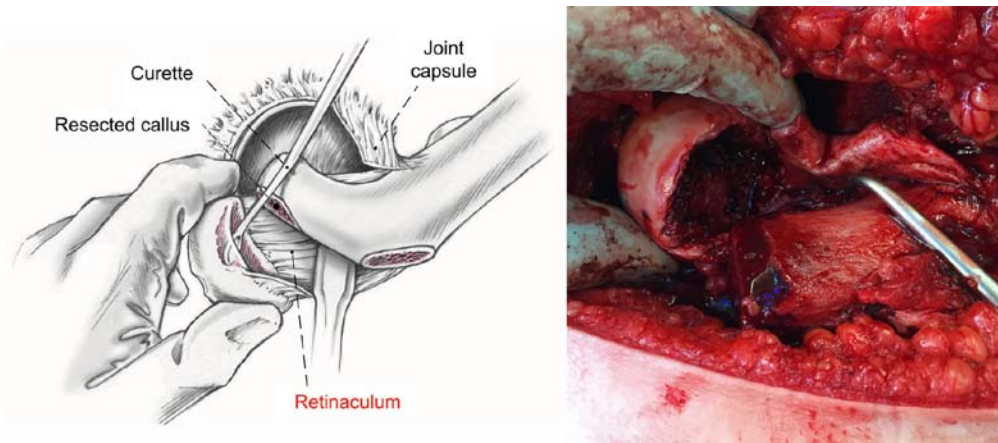 Curette
Joint
capsule
Resected callus
Retinaculum